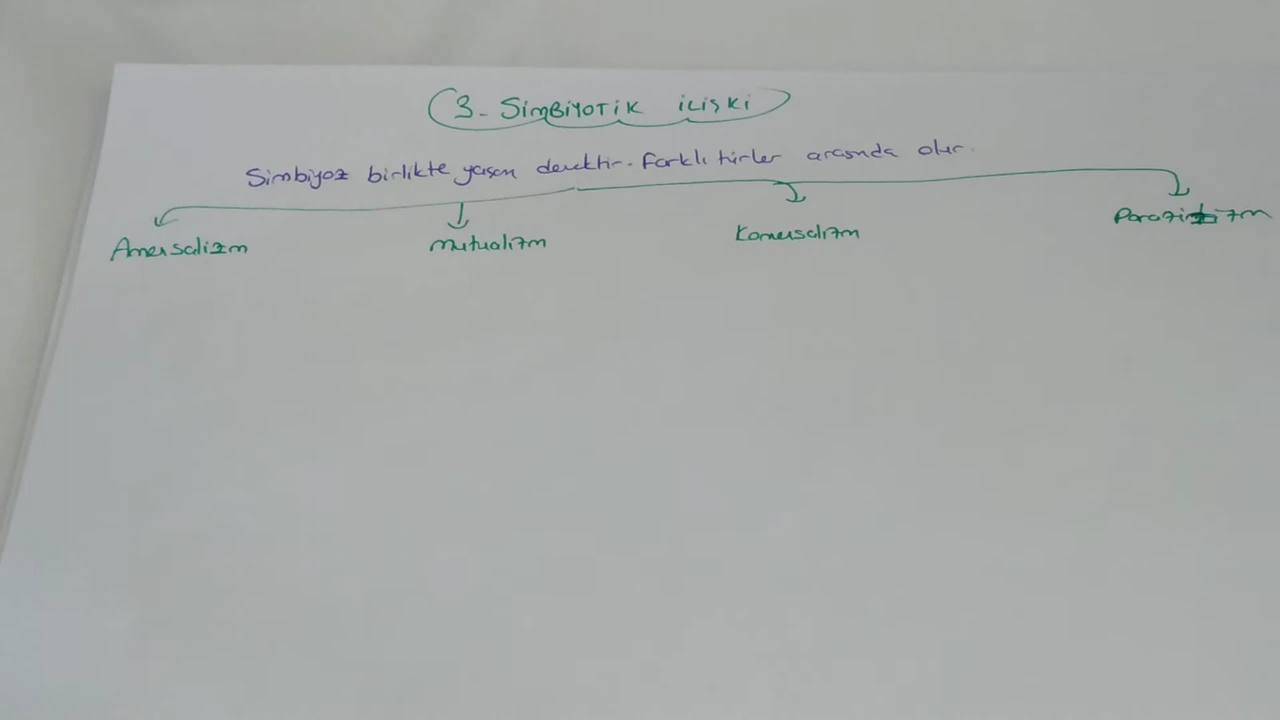 3- SimBiYOTiK iLişKi
Simbiyoz birlikte yaşam demektir. Farklı türler arasında olur.
Amensalizm mutualizm Komensalizm Parazitizm